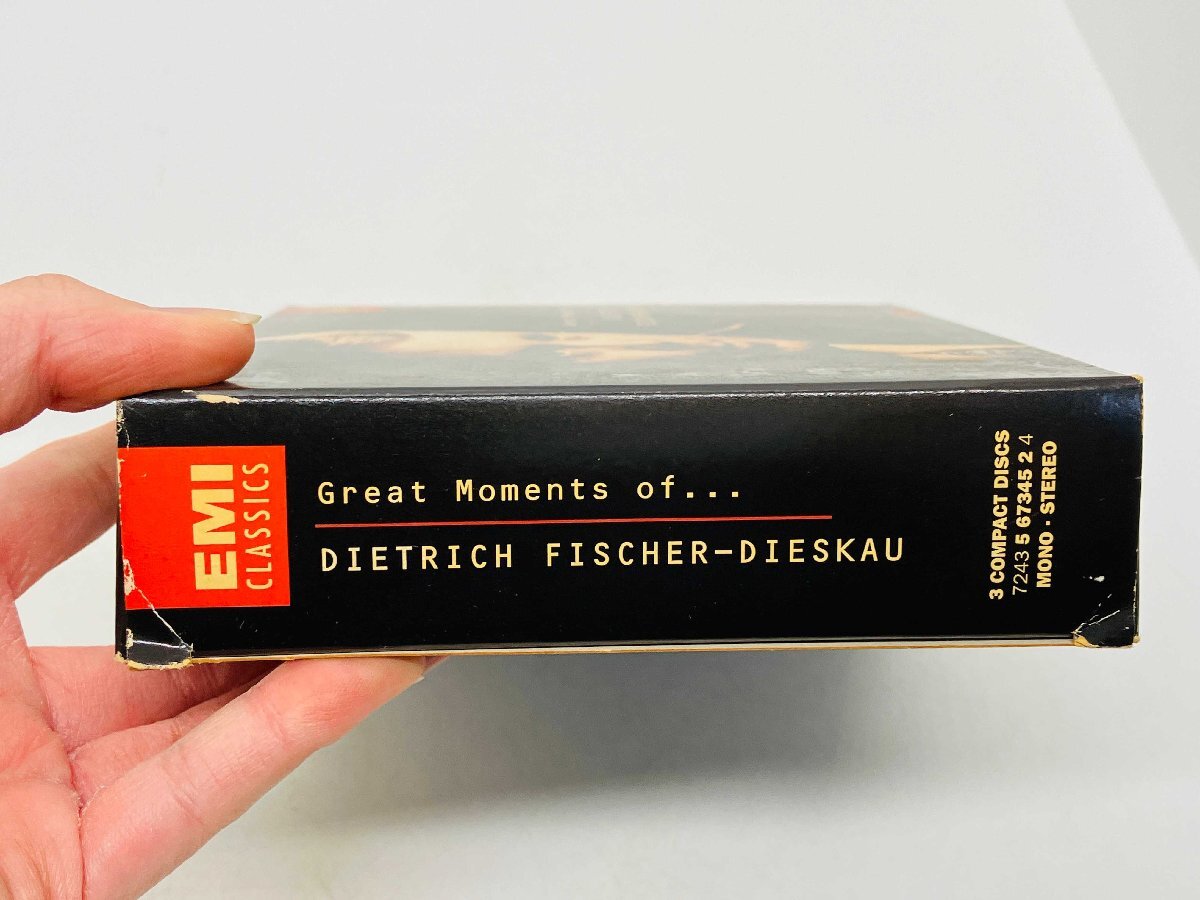 EMI
CLASSICS
Great Moments of...
DIETRICH FISCHER–DIESKAU
3 COMPACT DISCS
7243 5 67345 2 4
MONO · STEREO